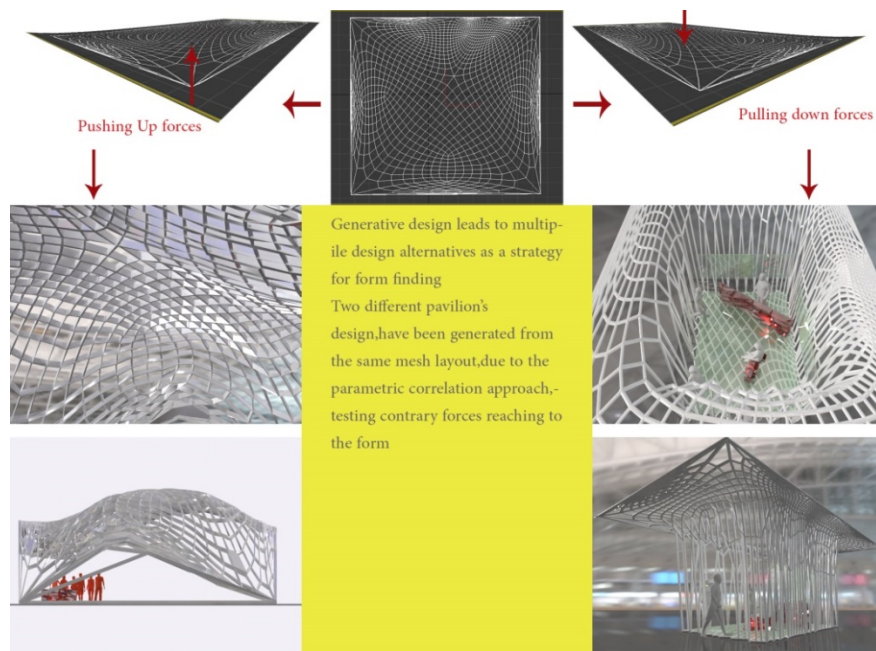 Pushing Up forces
Pulling down forces
Generative design leads to multip-
ile design alternatives as a strategy
for form finding
Two different pavilion's
design,have been generated from
the same mesh layout,due to the
parametric correlation approach,-
testing contrary forces reaching to
the form